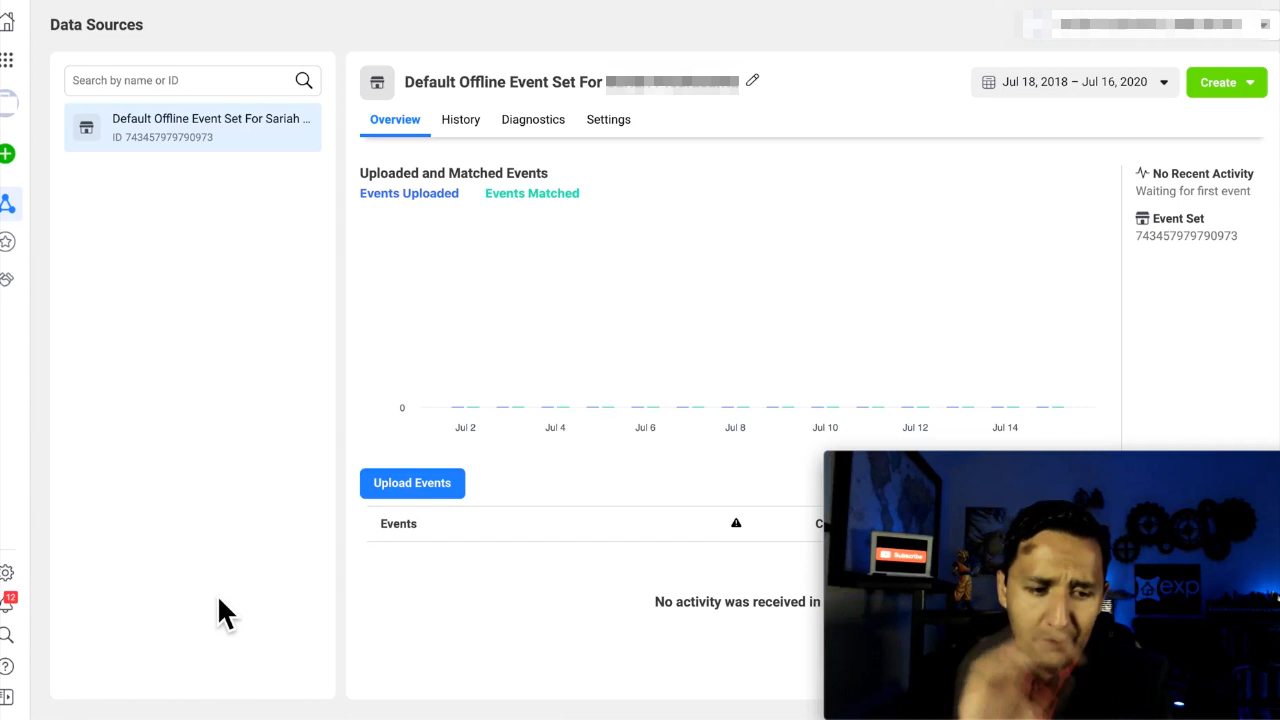 Data Sources
Search by name or ID
Default Offline Event Set For Sariah ...
ID 743457979790973
Default Offline Event Set For
Jul 18, 2018 – Jul 16, 2020
Create
Overview
History
Diagnostics
Settings
Uploaded and Matched Events
Events Uploaded
Events Matched
No Recent Activity
Waiting for first event
Event Set
743457979790973
0
Jul 2
Jul 4
Jul 6
Jul 8
Jul 10
Jul 12
Jul 14
Upload Events
Events
C
No activity was received in
12
Subscribe
exp